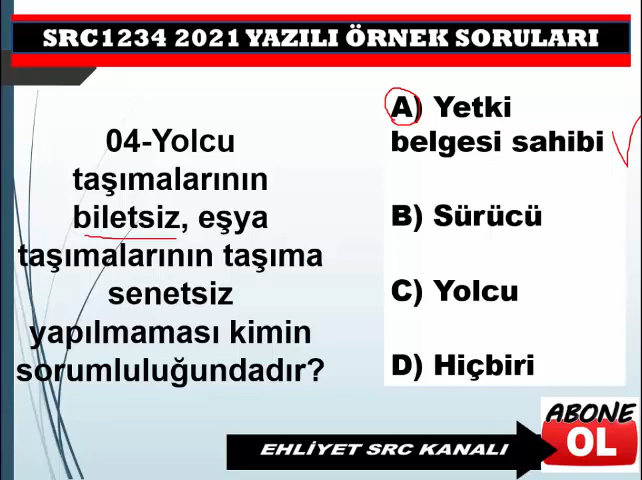 SRC1234 2021 YAZILI ÖRNEK SORULARI
04-Yolcu
taşımalarının
biletsiz, eşya
taşımalarının taşıma
senetsiz
yapılmaması kimin
sorumluluğundadır?
A) Yetki
belgesi sahibi
B) Sürücü
C) Yolcu
D) Hiçbiri
EHLİYET SRC KANALI
ABONE
OL